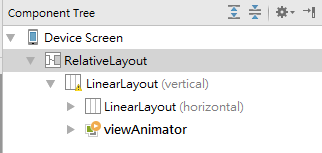 Component Tree
Device Screen
RelativeLayout
LinearLayout (vertical)
LinearLayout (horizontal)
viewAnimator